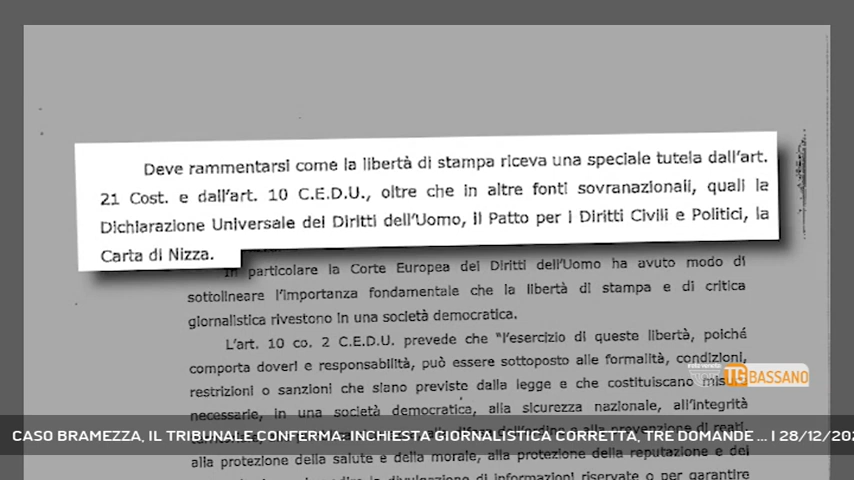 Deve rammentarsi come la libertà di stampa riceva una speciale tutela dall'art.
21 Cost. e dall'art. 10 C.E.D.U., oltre che in altre fonti sovranazionali, quali la
Dichiarazione Universale dei Diritti dell'Uomo, il Patto per i Diritti Civili e Politici, la
Carta di Nizza.
In particolare la Corte Europea dei Diritti dell'Uomo ha avuto modo di
sottolineare l'importanza fondamentale che la libertà di stampa e di critica
giornalistica rivestono in una società democratica.
L'art. 10 co. 2 C.E.D.U. prevede che "l'esercizio di queste libertà, poiché
comporta doveri e responsabilità, può essere sottoposto alle formalità, condizioni,
restrizioni o sanzioni che siano previste dalla legge e che costituiscano
TG BASSANO
necessarie, in una società democratica, alla sicurezza nazionale, all'integrità
CASO BRAMEZZA, IL TRIBUNALE CONFERMA: INCHIESTA GIORNALISTICA CORRETTA, TRE DOMANDE ... | 28/12/202
alla protezione della salute e della morale, alla protezione della reputazione e dei
divulgazione di informazioni riservate o per garantire